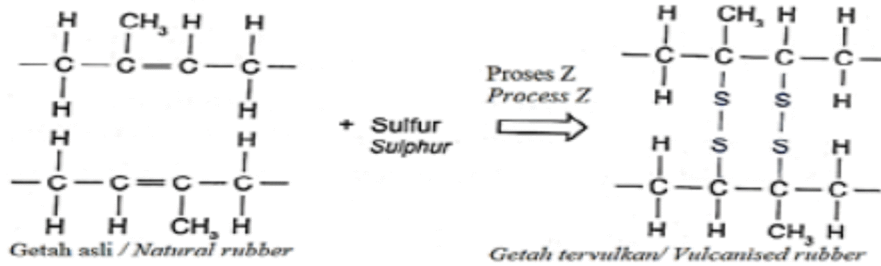 H CH₃ H H
H CH₃ H H
—C—C=C—C—
—C—C—C—C—
Proses Z
Process Z
H H
H S S H
H H
+ Sulfur
Sulphur
H S S H
—C—C=C—C—
—C—C—C—C—
H H CH₃ H
H H CH₃ H
Getah asli / Natural rubber
Getah tervulkan/ Vulcanised rubber